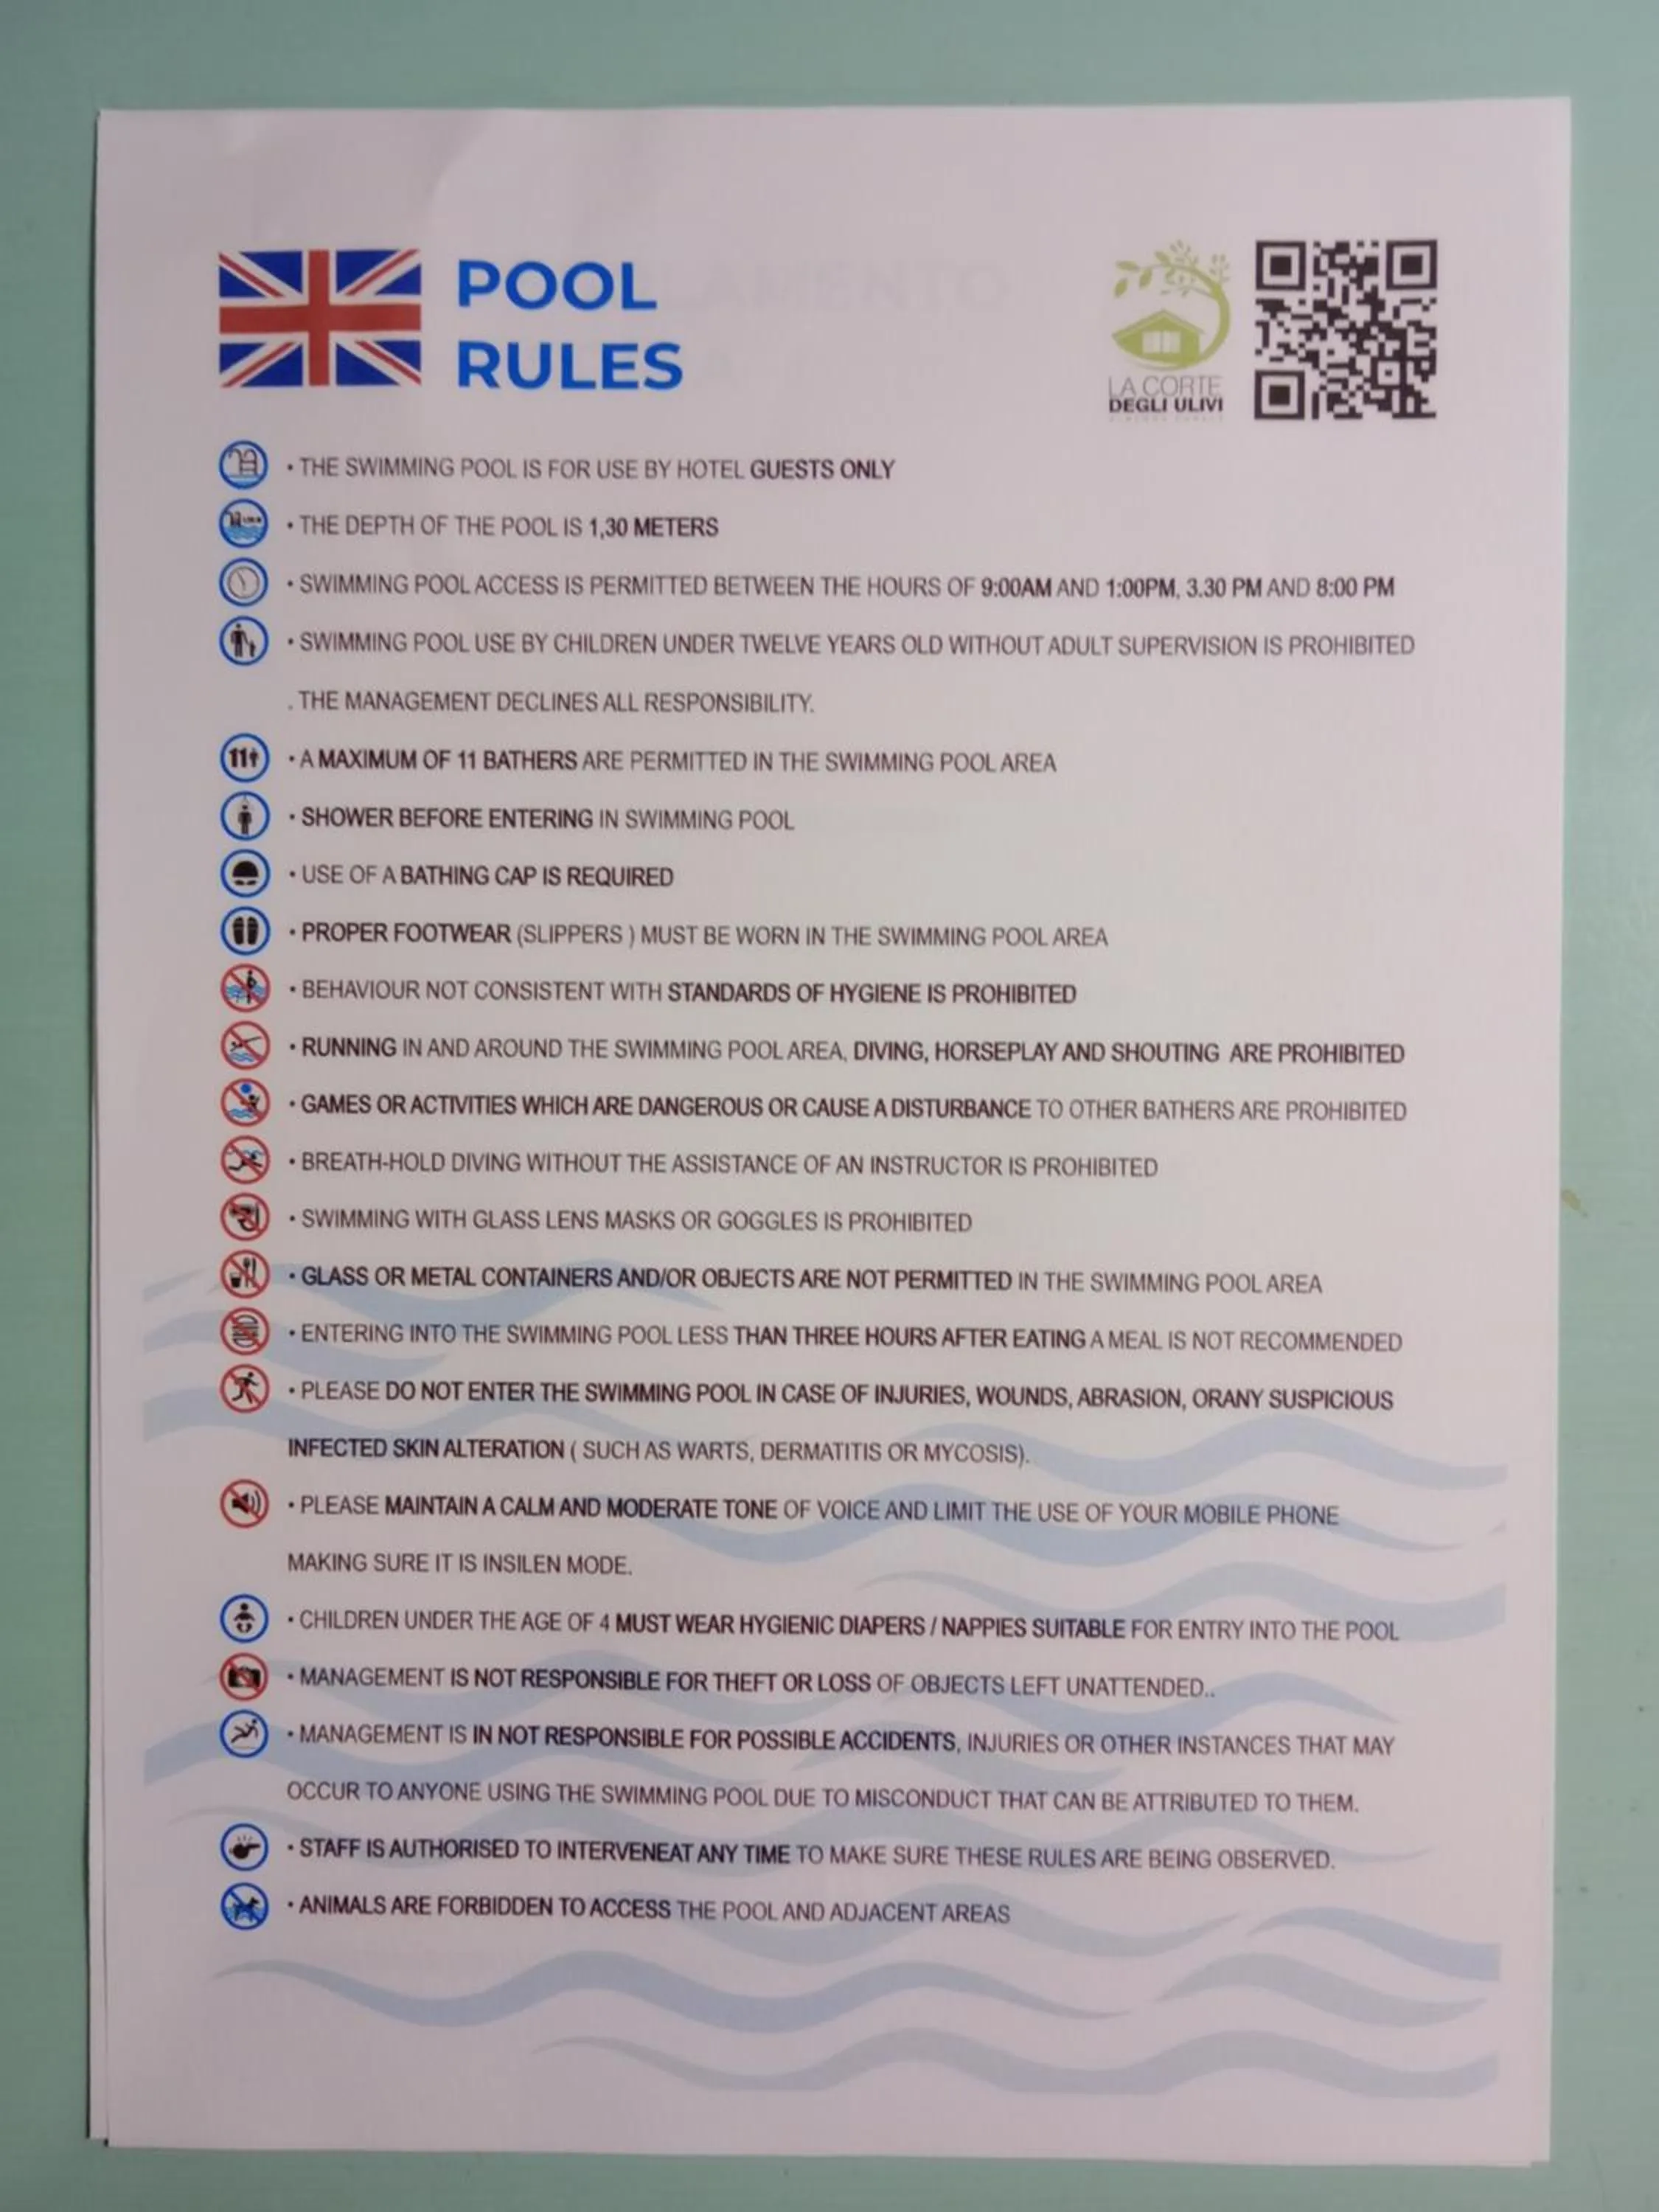 POOL
RULES
LA CORTE
DEGLI ULIVI
• THE SWIMMING POOL IS FOR USE BY HOTEL GUESTS ONLY
• THE DEPTH OF THE POOL IS 1,30 METERS
• SWIMMING POOL ACCESS IS PERMITTED BETWEEN THE HOURS OF 9:00AM AND 1:00PM, 3.30 PM AND 8:00 PM
• SWIMMING POOL USE BY CHILDREN UNDER TWELVE YEARS OLD WITHOUT ADULT SUPERVISION IS PROHIBITED
. THE MANAGEMENT DECLINES ALL RESPONSIBILITY.
11
• A MAXIMUM OF 11 BATHERS ARE PERMITTED IN THE SWIMMING POOL AREA
• SHOWER BEFORE ENTERING IN SWIMMING POOL
• USE OF A BATHING CAP IS REQUIRED
• PROPER FOOTWEAR (SLIPPERS ) MUST BE WORN IN THE SWIMMING POOL AREA
• BEHAVIOUR NOT CONSISTENT WITH STANDARDS OF HYGIENE IS PROHIBITED
• RUNNING IN AND AROUND THE SWIMMING POOL AREA, DIVING, HORSEPLAY AND SHOUTING ARE PROHIBITED
• GAMES OR ACTIVITIES WHICH ARE DANGEROUS OR CAUSE A DISTURBANCE TO OTHER BATHERS ARE PROHIBITED
• BREATH-HOLD DIVING WITHOUT THE ASSISTANCE OF AN INSTRUCTOR IS PROHIBITED
• SWIMMING WITH GLASS LENS MASKS OR GOGGLES IS PROHIBITED
• GLASS OR METAL CONTAINERS AND/OR OBJECTS ARE NOT PERMITTED IN THE SWIMMING POOL AREA
• ENTERING INTO THE SWIMMING POOL LESS THAN THREE HOURS AFTER EATING A MEAL IS NOT RECOMMENDED
• PLEASE DO NOT ENTER THE SWIMMING POOL IN CASE OF INJURIES, WOUNDS, ABRASION, ORANY SUSPICIOUS
INFECTED SKIN ALTERATION ( SUCH AS WARTS, DERMATITIS OR MYCOSIS).
• PLEASE MAINTAIN A CALM AND MODERATE TONE OF VOICE AND LIMIT THE USE OF YOUR MOBILE PHONE
MAKING SURE IT IS INSILEN MODE.
• CHILDREN UNDER THE AGE OF 4 MUST WEAR HYGIENIC DIAPERS / NAPPIES SUITABLE FOR ENTRY INTO THE POOL
• MANAGEMENT IS NOT RESPONSIBLE FOR THEFT OR LOSS OF OBJECTS LEFT UNATTENDED..
• MANAGEMENT IS IN NOT RESPONSIBLE FOR POSSIBLE ACCIDENTS, INJURIES OR OTHER INSTANCES THAT MAY
OCCUR TO ANYONE USING THE SWIMMING POOL DUE TO MISCONDUCT THAT CAN BE ATTRIBUTED TO THEM.
• STAFF IS AUTHORISED TO INTERVENEAT ANY TIME TO MAKE SURE THESE RULES ARE BEING OBSERVED.
• ANIMALS ARE FORBIDDEN TO ACCESS THE POOL AND ADJACENT AREAS